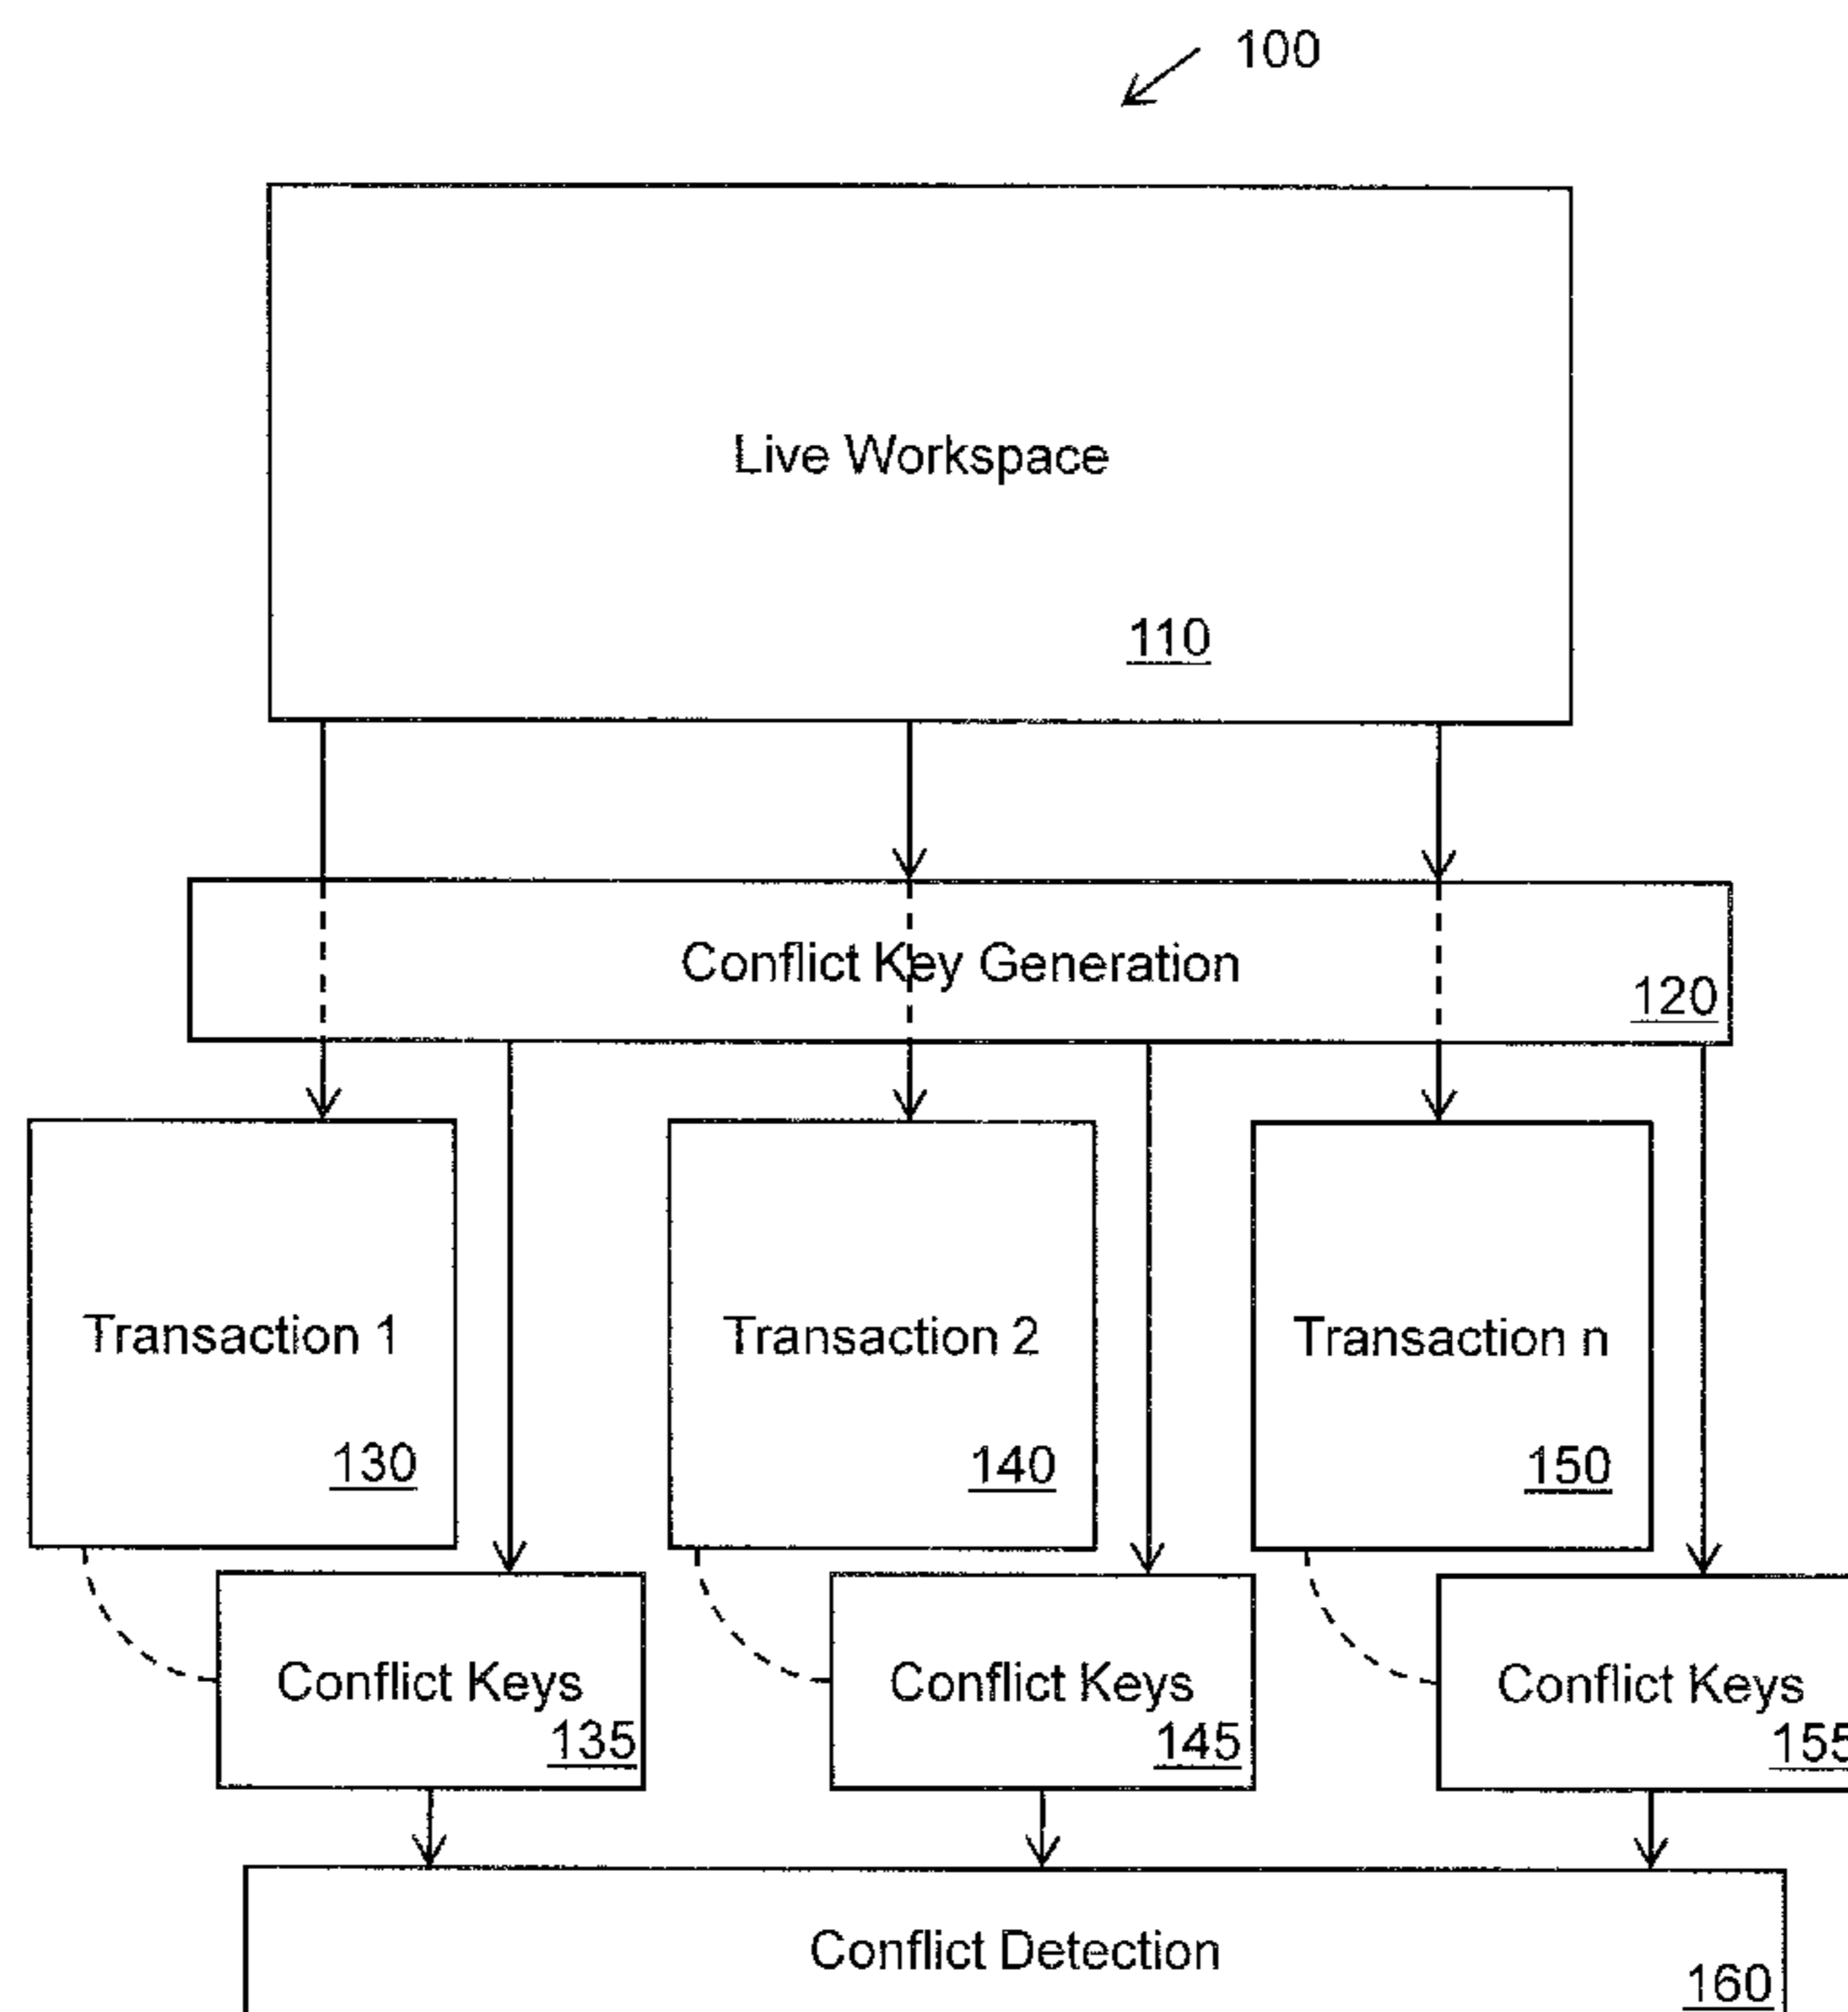 100
Live Workspace
110
Conflict Key Generation
120
Transaction 1
130
Transaction 2
140
Transaction n
150
Conflict Keys
135
Conflict Keys
145
Conflict Keys
155
Conflict Detection
160